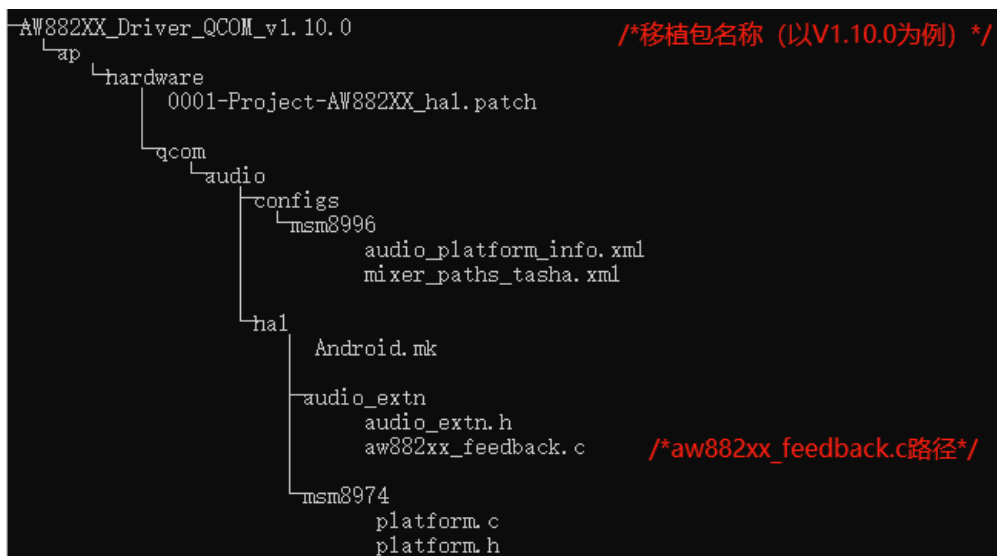 AW882XX_Driver_QCOM_v1.10.0 /*移植包名称（以V1.10.0为例）*/
ap
hardware
0001-Project-AW882XX_hal.patch
qcom
audio
configs
msm8996
audio_platform_info.xml
mixer_paths_tasha.xml
hal
Android.mk
audio_extn
audio_extn.h
aw882xx_feedback.c /*aw882xx_feedback.c路径*/
msm8974
platform.c
platform.h